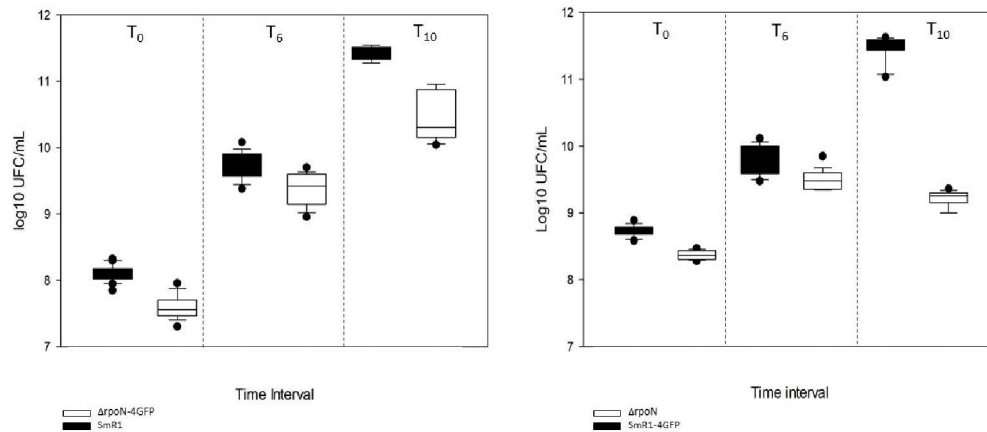 T0
T6
T10
12
11
10
9
8
7
log10 UFC/mL
Time Interval
ΔrpoN-4GFP
SmR1
T0
T6
T10
12
11
10
9
8
7
Log10 UFC/mL
Time interval
ΔrpoN
SmR1-4GFP